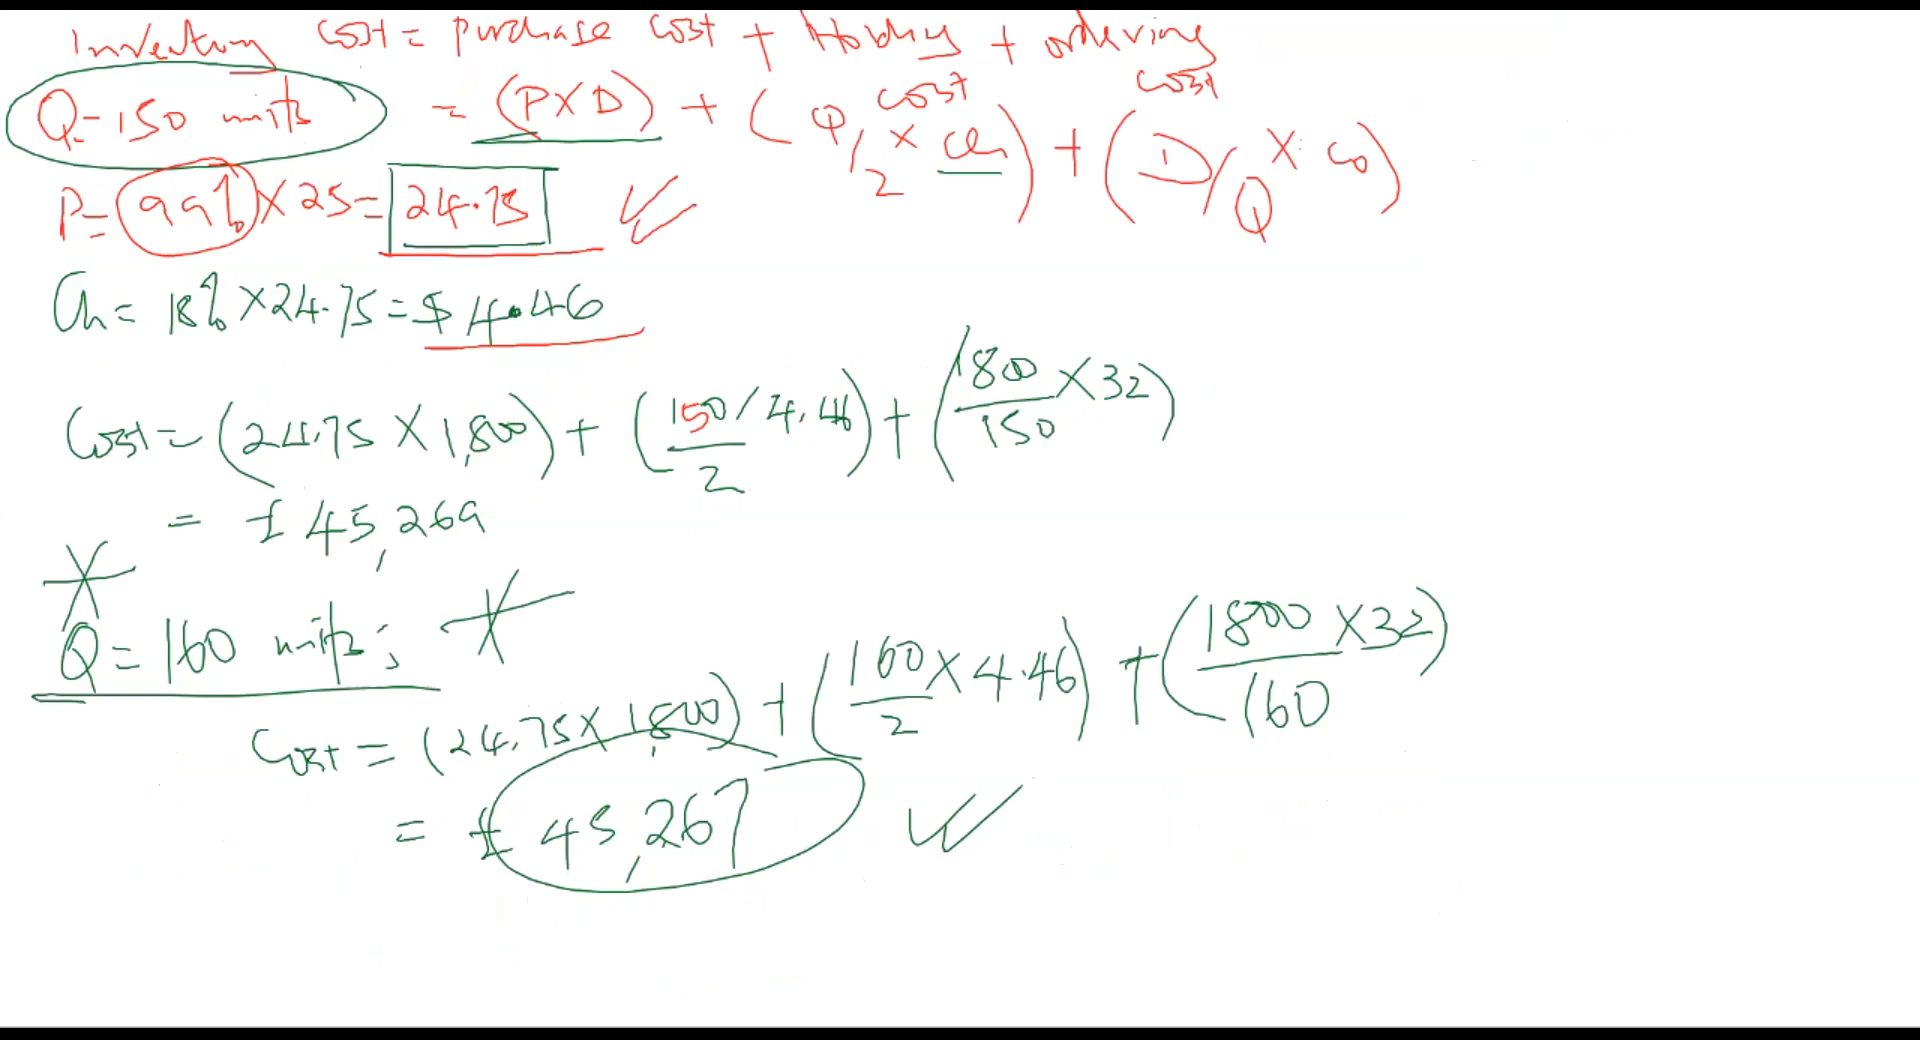 Inventory cost = purchase cost + Holding cost + ordering cost
Q = 150 units = (P X D) + (Q/2 X Ch) + (D/Q X Co)
P = 99% X 25 = 24.75
Ch = 18% X 24.75 = $ 4.46
Cost = (24.75 X 1,800) + (150/2 / 4.46) + (1800/150 X 32)
= £ 45,269
Q = 160 units;
Cost = (24.75 X 1,800) + (160/2 X 4.46) + (1800/160 X 32)
= £ 45,267